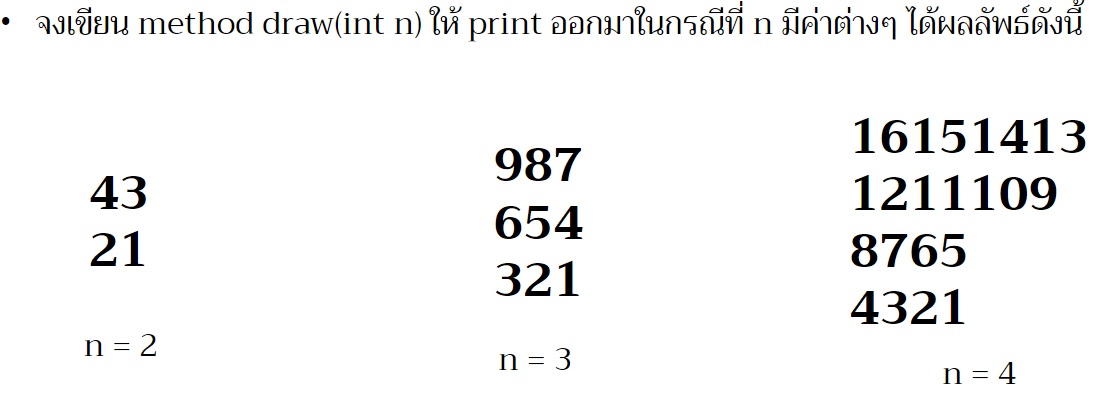 • จงเขียน method draw(int n) ให้ print ออกมาในกรณีที่ n มีค่าต่างๆ ได้ผลลัพธ์ดังนี้
43
21
n = 2
987
654
321
n = 3
16151413
1211109
8765
4321
n = 4